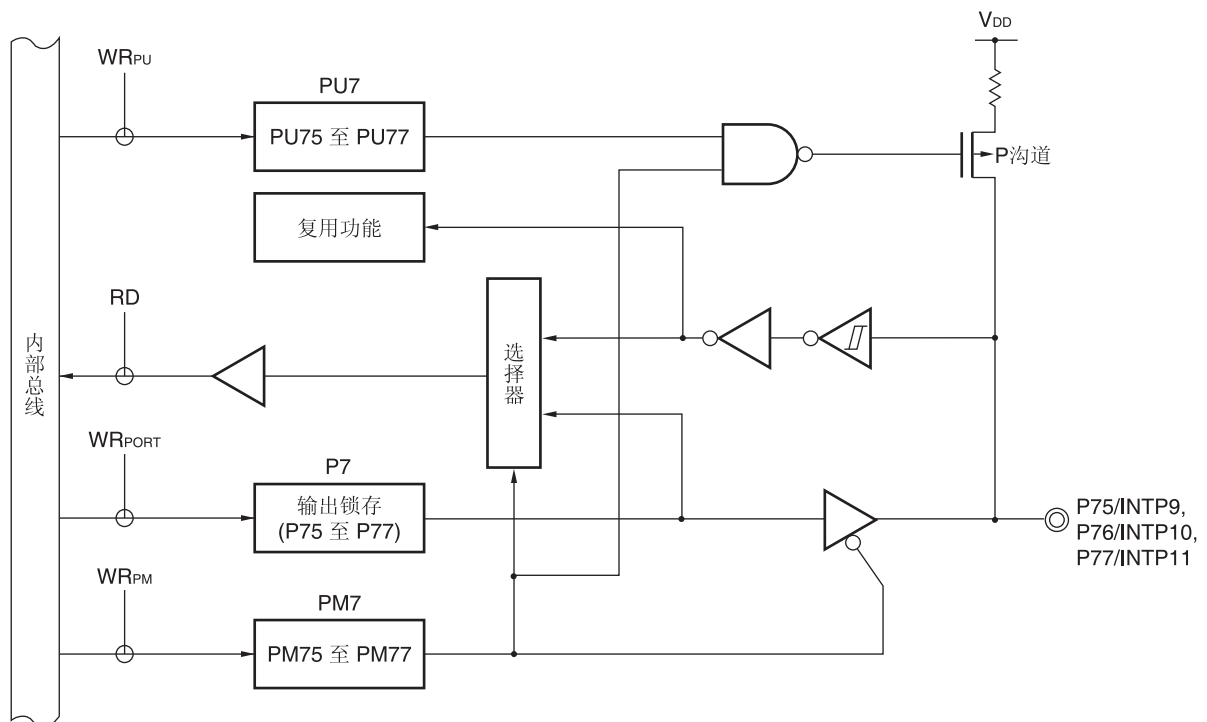 VDD
WRPU
PU7
PU75 至 PU77
P沟道
复用功能
RD
内部总线
选择器
WRPORT
P7
输出锁存
(P75 至 P77)
P75/INTP9,
P76/INTP10,
P77/INTP11
WRPM
PM7
PM75 至 PM77